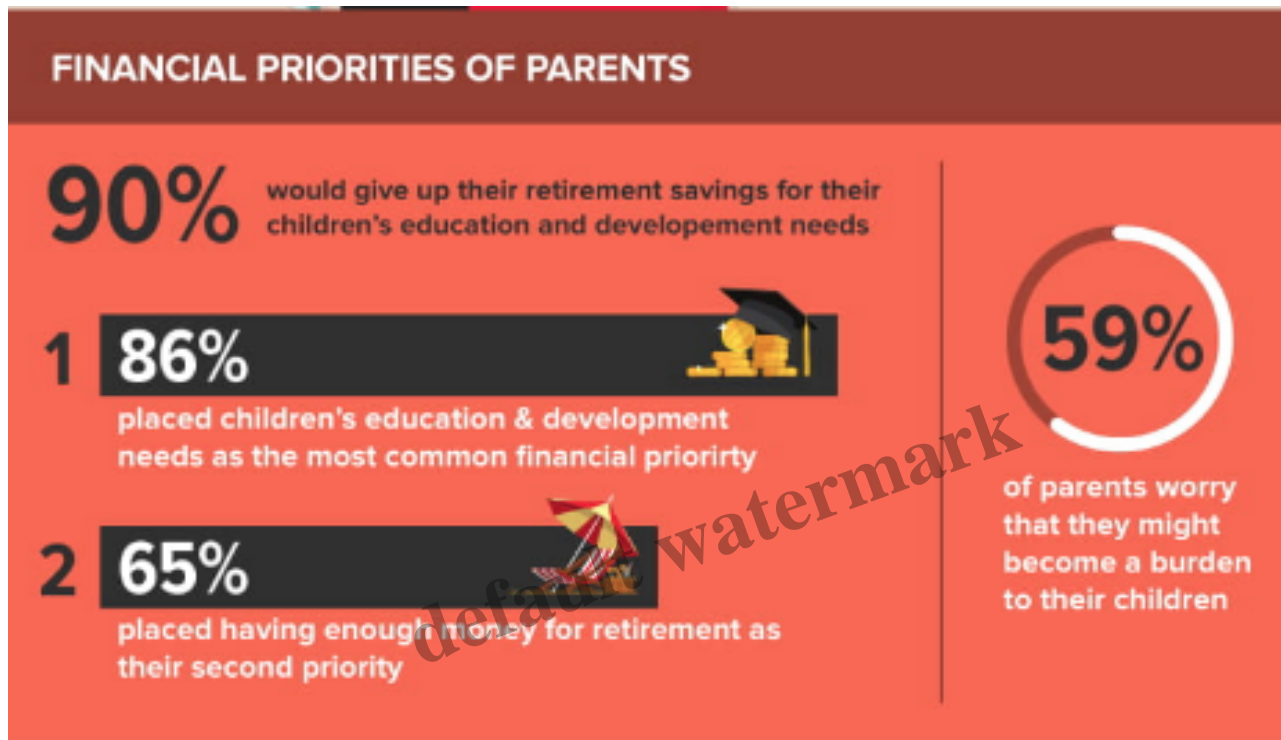 FINANCIAL PRIORITIES OF PARENTS
90%
would give up their retirement savings for their
children's education and developement needs
1
86%
placed children's education & development
needs as the most common financial priorirty
2
65%
placed having enough money for retirement as
their second priority
59%
of parents worry
that they might
become a burden
to their children
default watermark